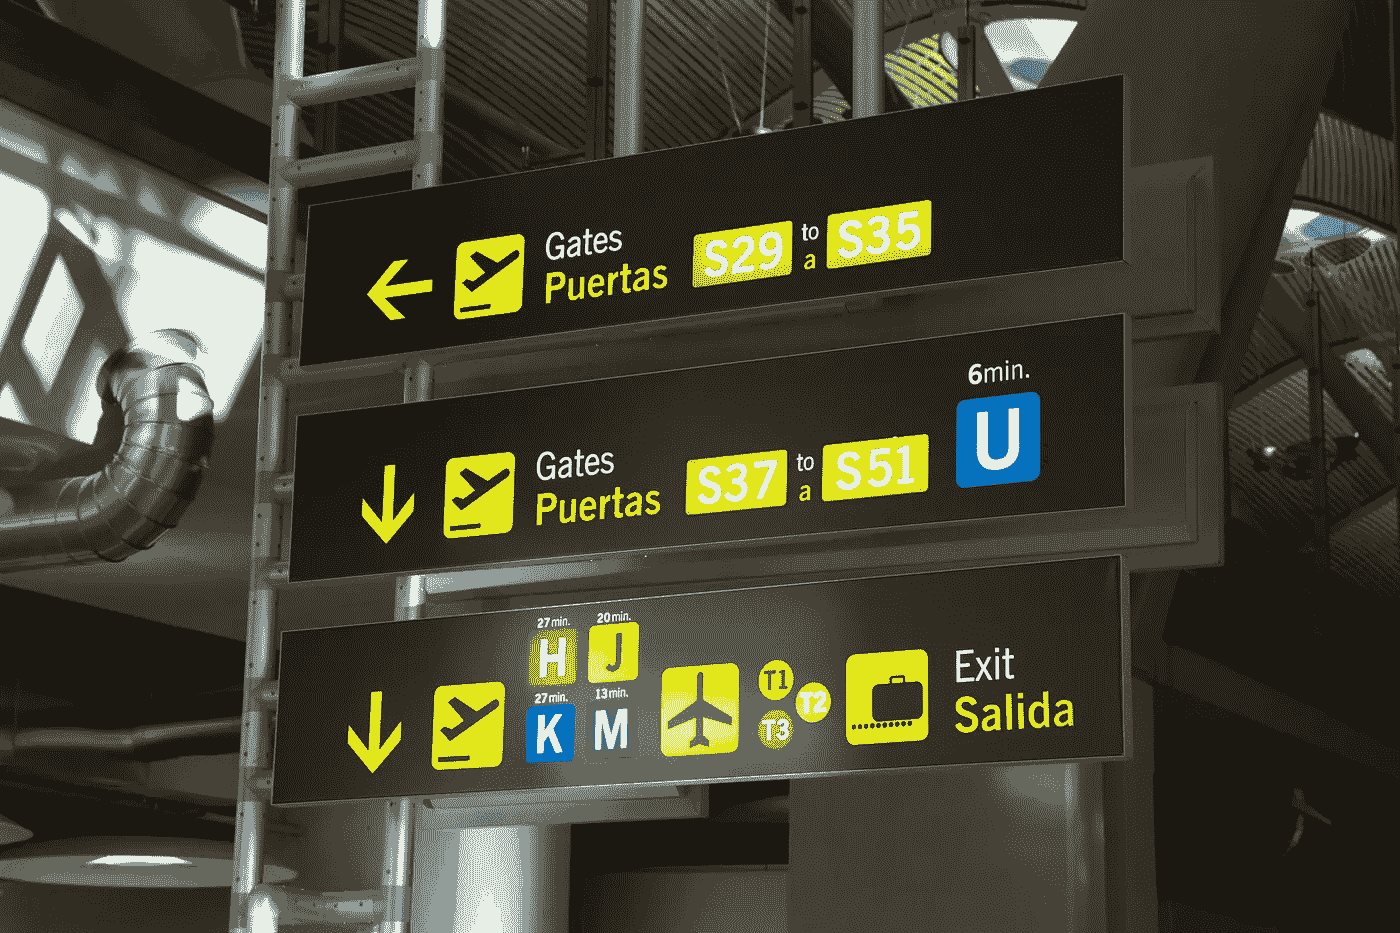 Gates
Puertas
S29 to a S35
6min.
Gates
Puertas
S37 to a S51
U
27min. 20min.
H J
27min. 13min.
K M
T1
T2
T3
Exit
Salida